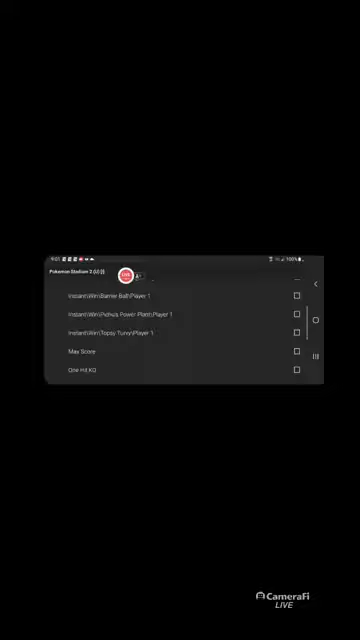 100%
Pokemon Stadium 2 (U) [!]
Instant\Win\Barrier Ball\Player 1
Instant\Win\Pichu's Power Plant\Player 1
Instant\Win\Topsy Turvy\Player 1
Max Score
One Hit KO
CameraFi
LIVE